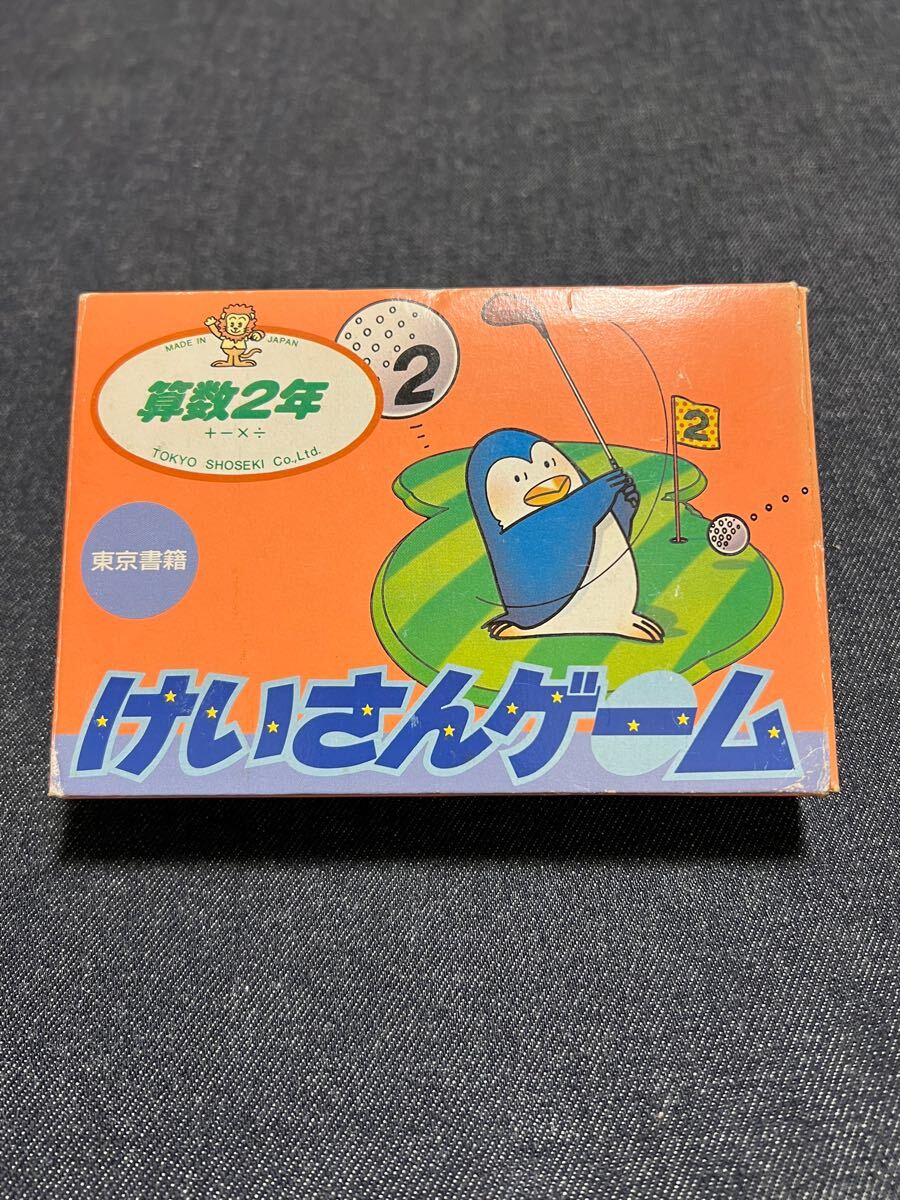 MADE IN JAPAN
算数2年
+-×÷
TOKYO SHOSEKI Co.,Ltd.
2
2
東京書籍
けいさんゲーム